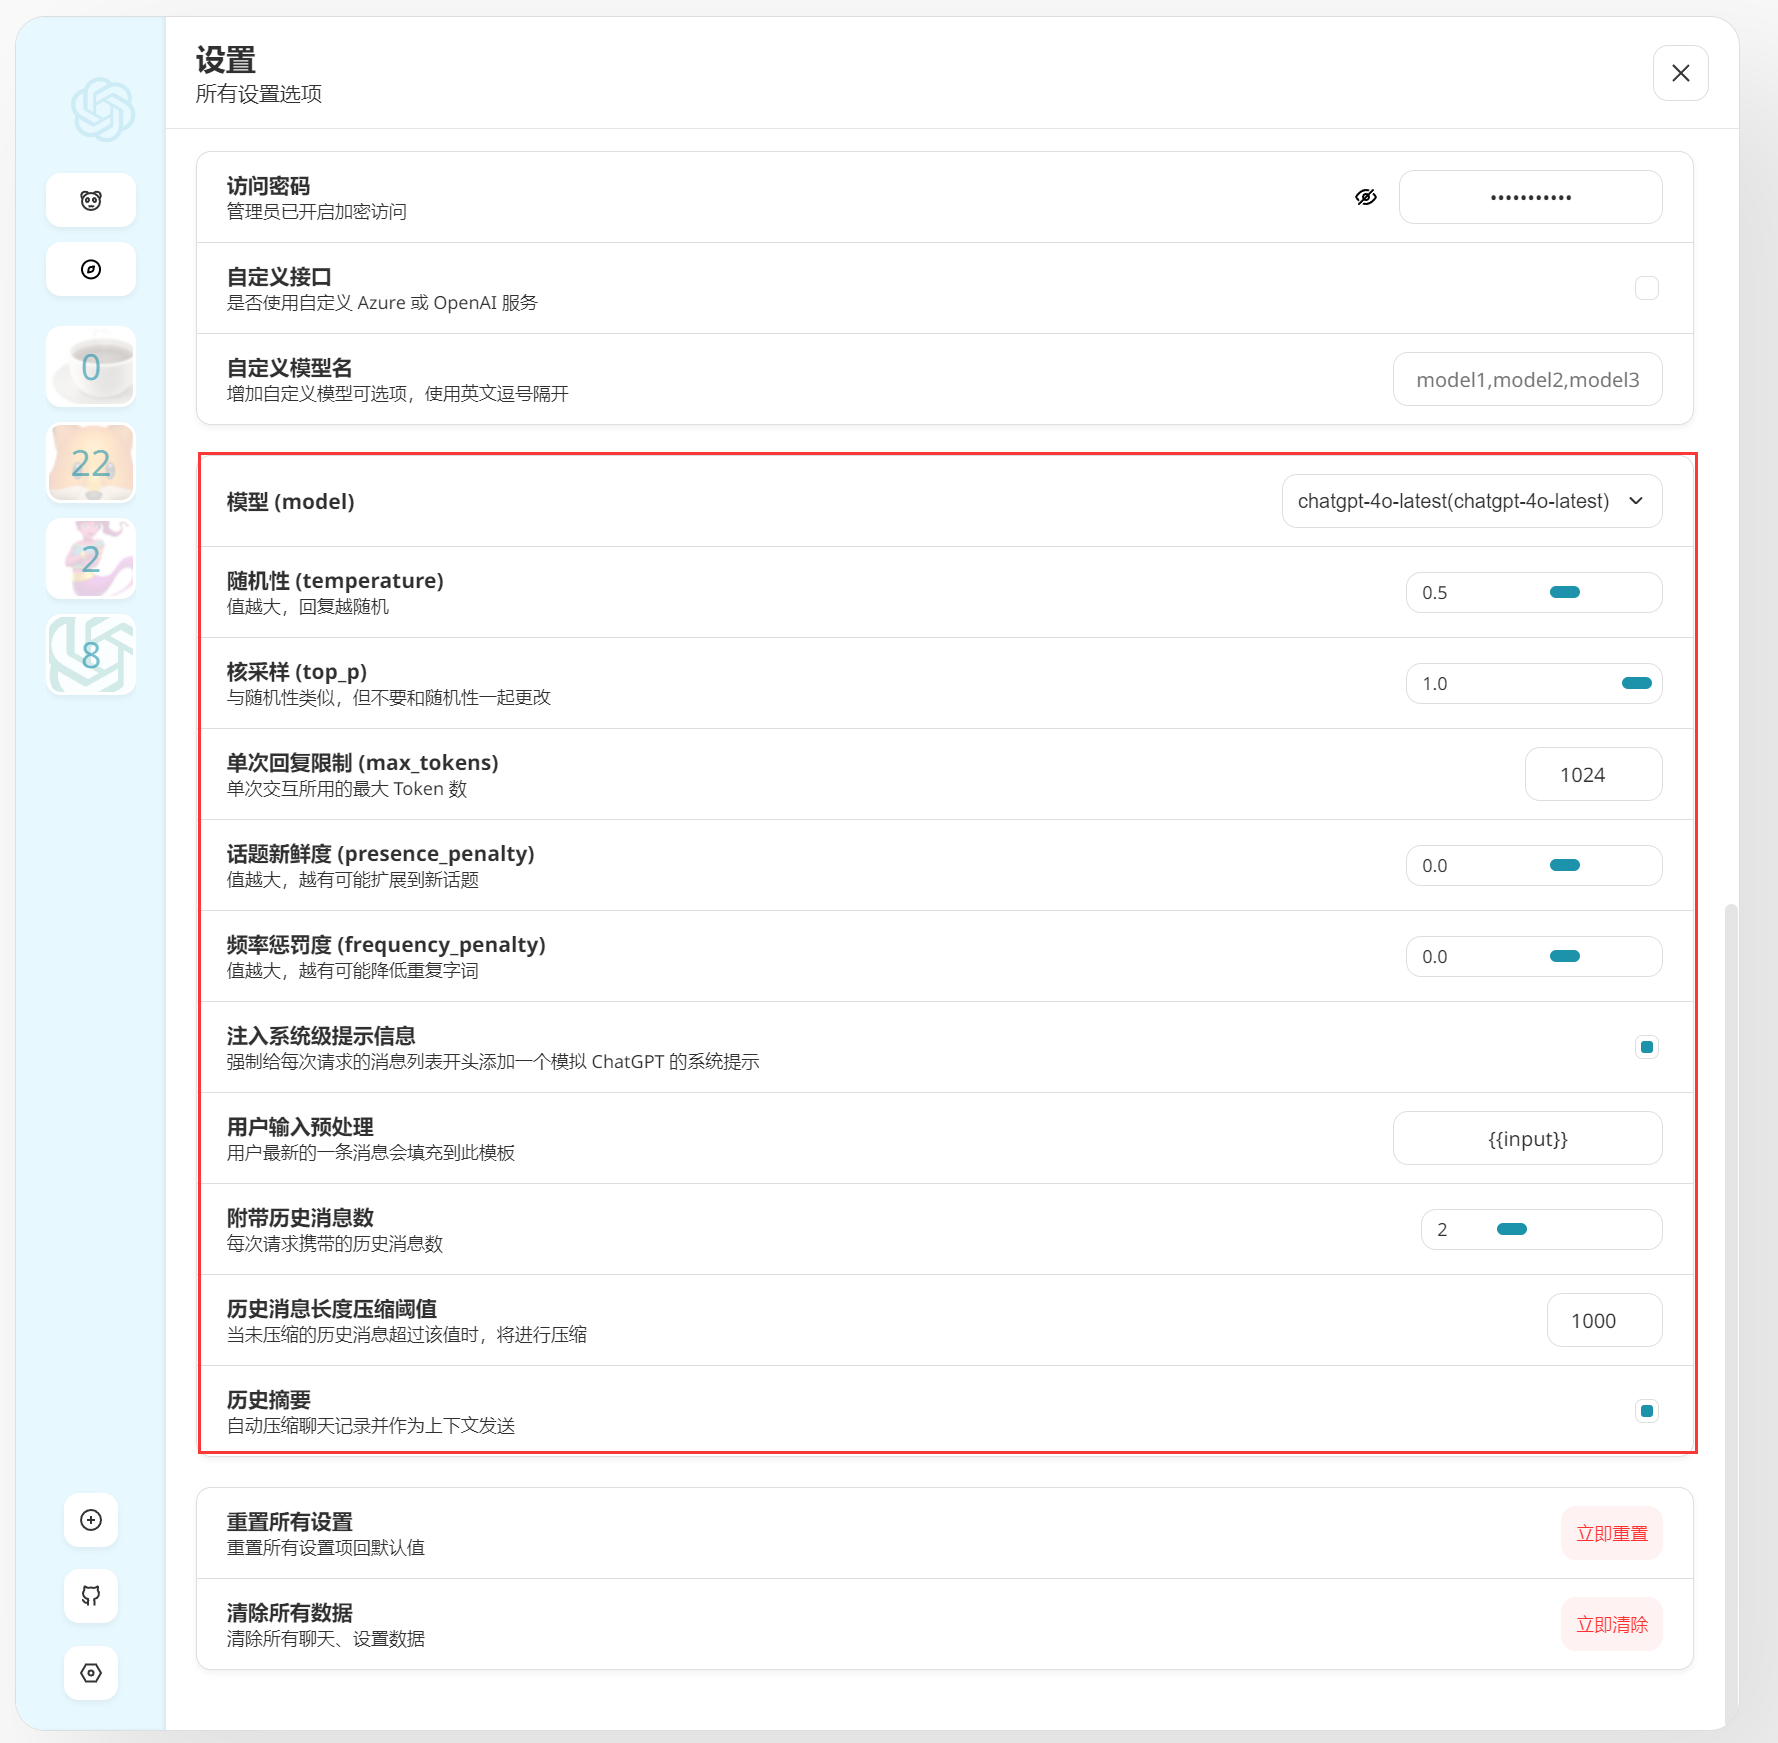 设置
所有设置选项
访问密码
管理员已开启加密访问
•••••••••••
自定义接口
是否使用自定义 Azure 或 OpenAI 服务
自定义模型名
增加自定义模型可选项，使用英文逗号隔开
model1,model2,model3
0
22
2
8
模型 (model)
chatgpt-4o-latest(chatgpt-4o-latest)
随机性 (temperature)
值越大，回复越随机
0.5
核采样 (top_p)
与随机性类似，但不要和随机性一起更改
1.0
单次回复限制 (max_tokens)
单次交互所用的最大 Token 数
1024
话题新鲜度 (presence_penalty)
值越大，越有可能扩展到新话题
0.0
频率惩罚度 (frequency_penalty)
值越大，越有可能降低重复字词
0.0
注入系统级提示信息
强制给每次请求的消息列表开头添加一个模拟 ChatGPT 的系统提示
用户输入预处理
用户最新的一条消息会填充到此模板
{{input}}
附带历史消息数
每次请求携带的历史消息数
2
历史消息长度压缩阈值
当未压缩的历史消息超过该值时，将进行压缩
1000
历史摘要
自动压缩聊天记录并作为上下文发送
重置所有设置
重置所有设置项回默认值
立即重置
清除所有数据
清除所有聊天、设置数据
立即清除